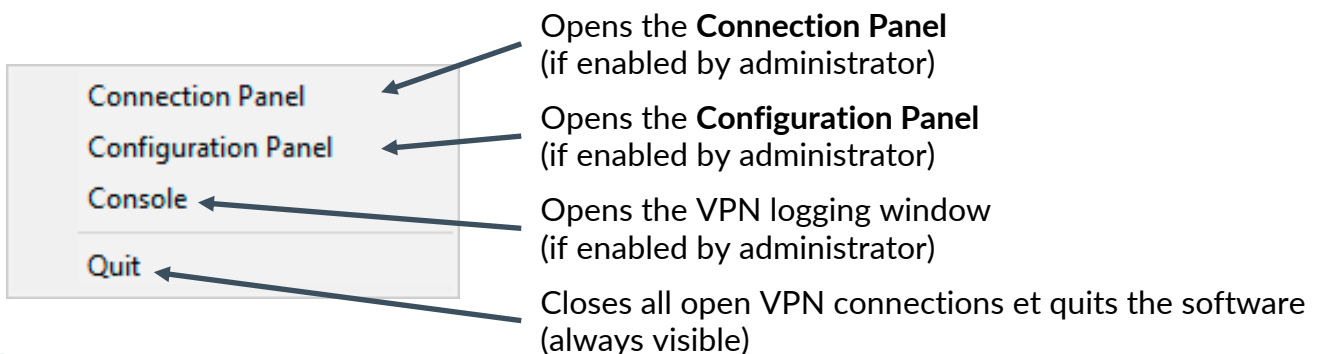 Connection Panel
Configuration Panel
Console
Quit
Opens the Connection Panel
(if enabled by administrator)
Opens the Configuration Panel
(if enabled by administrator)
Opens the VPN logging window
(if enabled by administrator)
Closes all open VPN connections et quits the software
(always visible)